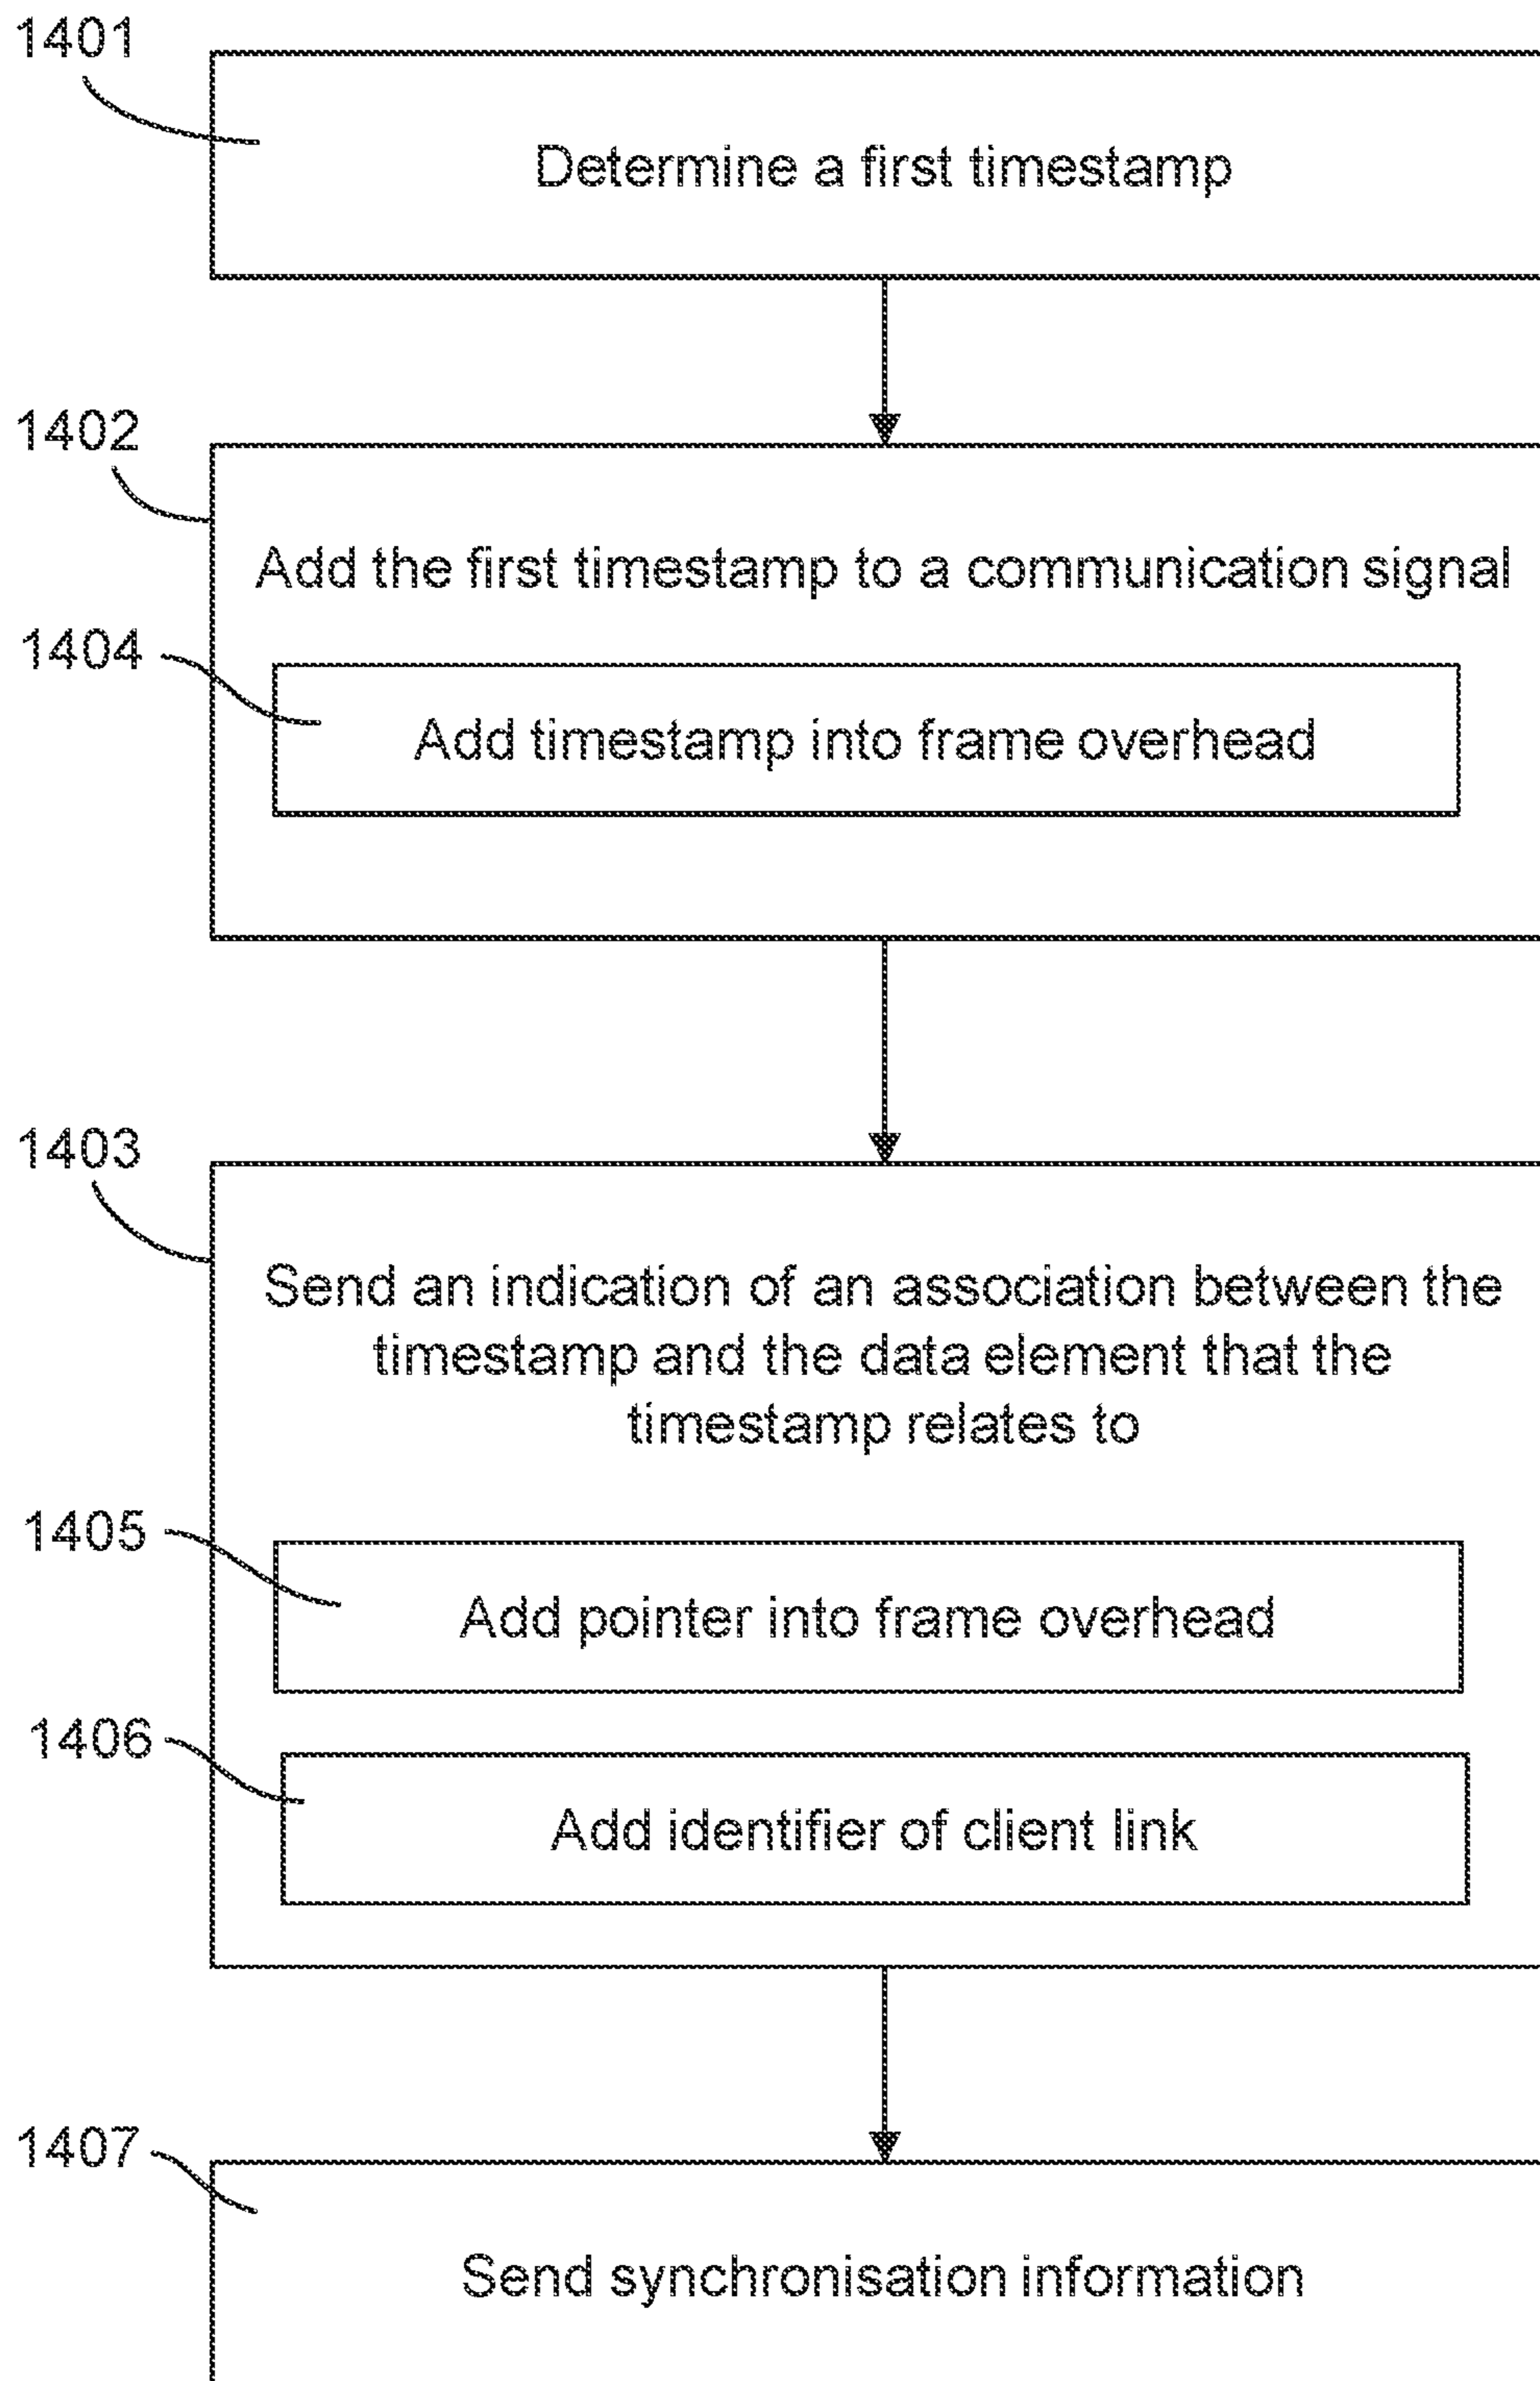 1401
Determine a first timestamp
1402
Add the first timestamp to a communication signal
1404
Add timestamp into frame overhead
1403
Send an indication of an association between the
timestamp and the data element that the
timestamp relates to
1405
Add pointer into frame overhead
1406
Add identifier of client link
1407
Send synchronisation information